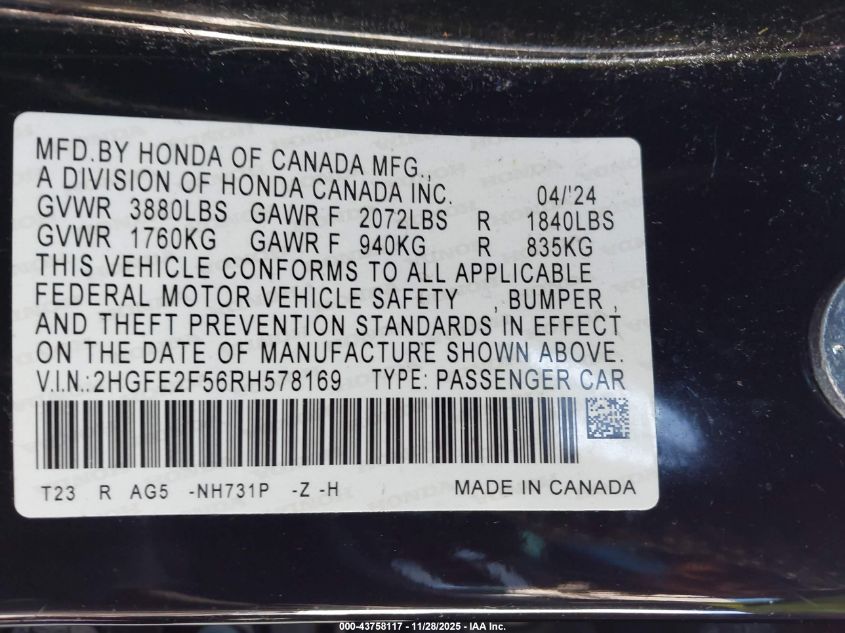 MFD.BY HONDA OF CANADA MFG.,
A DIVISION OF HONDA CANADA INC. 04/'24
GVWR 3880LBS GAWR F 2072LBS R 1840LBS
GVWR 1760KG GAWR F 940KG R 835KG
THIS VEHICLE CONFORMS TO ALL APPLICABLE
FEDERAL MOTOR VEHICLE SAFETY , BUMPER ,
AND THEFT PREVENTION STANDARDS IN EFFECT
ON THE DATE OF MANUFACTURE SHOWN ABOVE.
V.I.N.:2HGFE2F56RH578169 TYPE: PASSENGER CAR
T23 R AG5 -NH731P -Z -H MADE IN CANADA
000-43758117 - 11/28/2025 - IAA Inc.